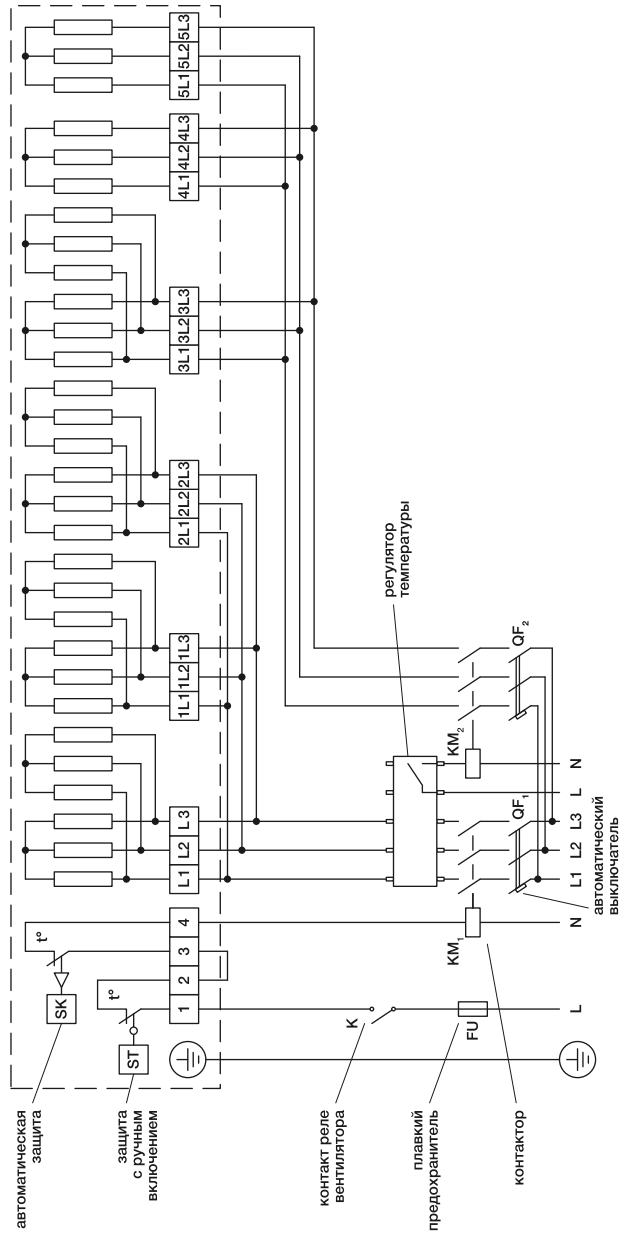 автоматическая
защита
защита
с ручным
включением
контакт реле
вентилятора
плавкий
предохранитель
контактор
SK
ST
t°
t°
1
2
3
4
L1
L2
L3
1L1
1L2
1L3
2L1
2L2
2L3
3L1
3L2
3L3
4L1
4L2
4L3
5L1
5L2
5L3
регулятор
температуры
K
FU
KM₁
KM₂
QF₁
QF₂
L
N
L1
L2
L3
L
N
автоматический
выключатель